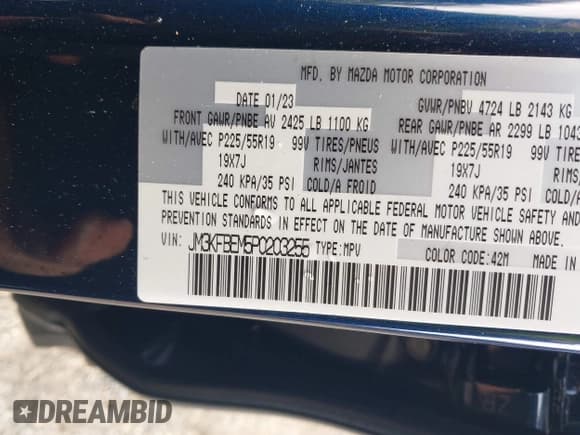 MFD. BY MAZDA MOTOR CORPORATION
DATE 01/23 GVWR/PNBV 4724 LB 2143 KG
FRONT GAWR/PNBE AV 2425 LB 1100 KG REAR GAWR/PNBE AR 2299 LB 1043
WITH/AVEC P225/55R19 99V TIRES/PNEUS WITH/AVEC P225/55R19 99V TIRES/P
19X7J RIMS/JANTES 19X7J RIMS/J
240 KPA/35 PSI COLD/A FROID 240 KPA/35 PSI COLD/A
THIS VEHICLE CONFORMS TO ALL APPLICABLE FEDERAL MOTOR VEHICLE SAFETY AND
PREVENTION STANDARDS IN EFFECT ON THE DATE OF MANUFACTURE SHOWN ABOVE.
VIN: JM3KFBEM5P0203255 TYPE: MPV COLOR CODE:42M MADE IN
DREAMBID